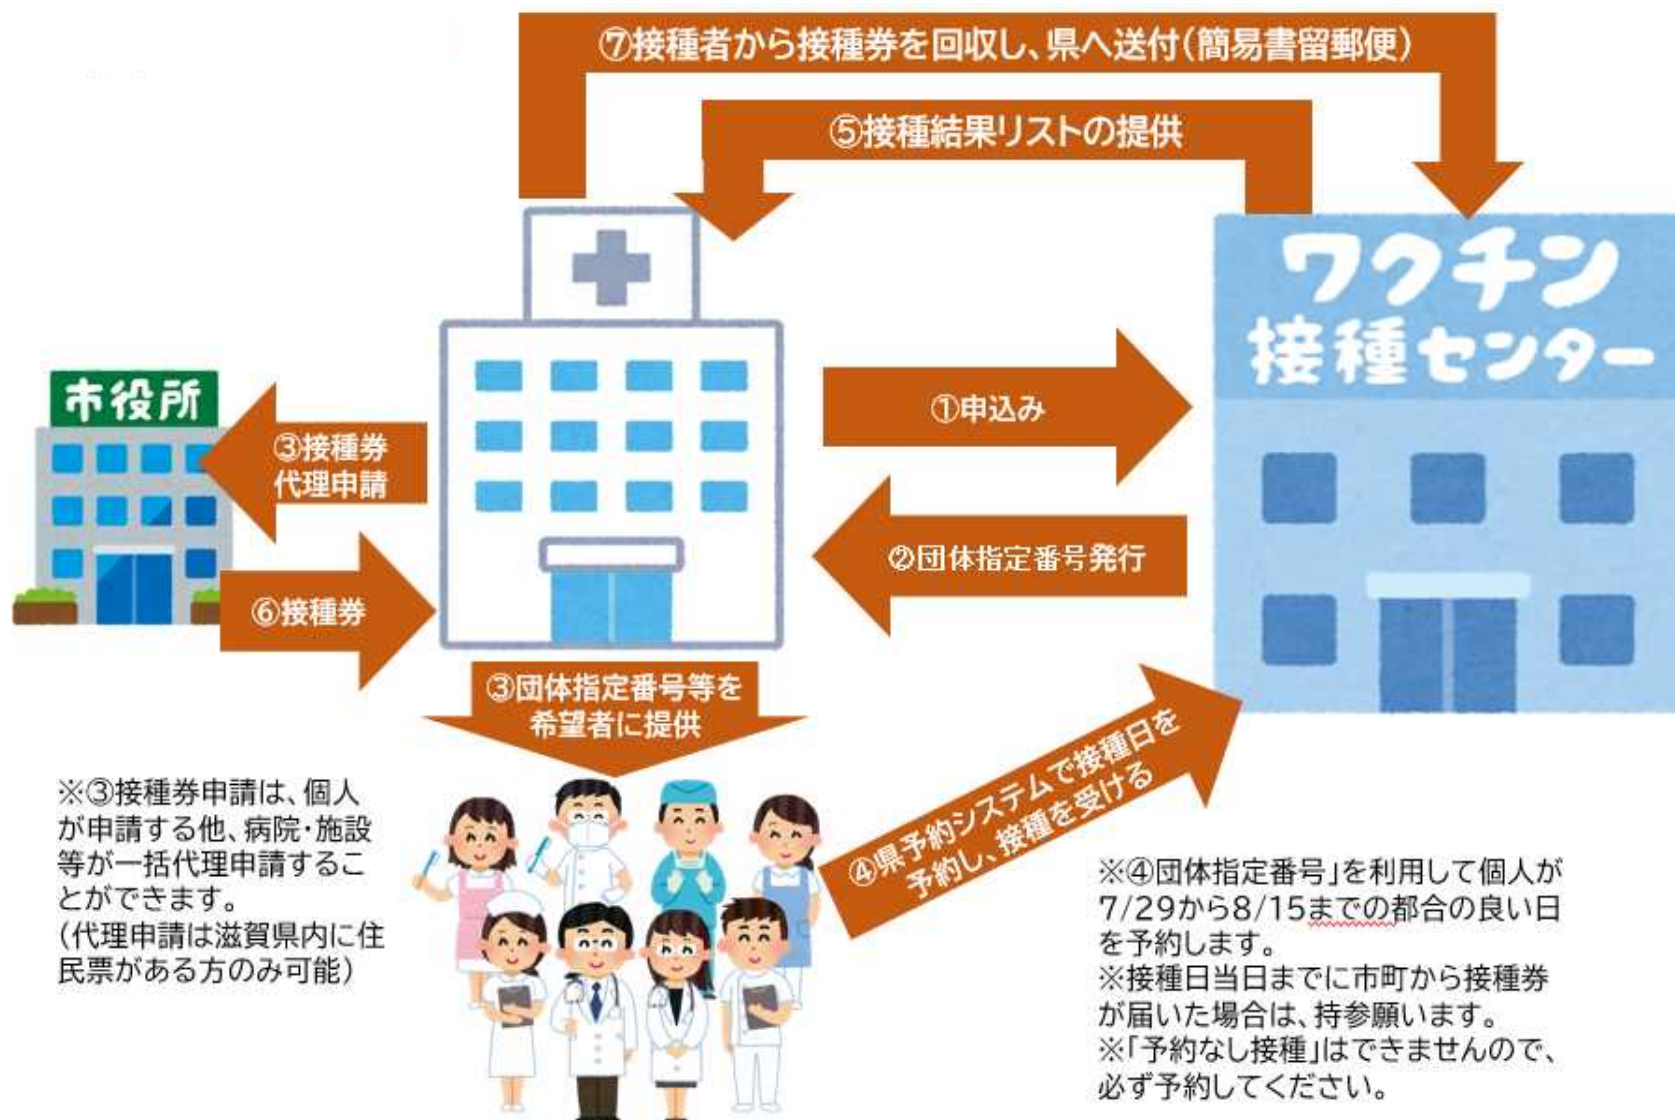 ⑦接種者から接種券を回収し、県へ送付(簡易書留郵便)
⑤接種結果リストの提供
ワクチン
接種センター
市役所
①申込み
③接種券
代理申請
②団体指定番号発行
⑥接種券
③団体指定番号等を
希望者に提供
④県予約システムで接種日を
予約し、接種を受ける
※③接種券申請は、個人
が申請する他、病院・施設
等が一括代理申請するこ
とができます。
(代理申請は滋賀県内に住
民票がある方のみ可能)
※④団体指定番号」を利用して個人が
7/29から8/15までの都合の良い日
を予約します。
※接種日当日までに市町から接種券
が届いた場合は、持参願います。
※「予約なし接種」はできませんので、
必ず予約してください。